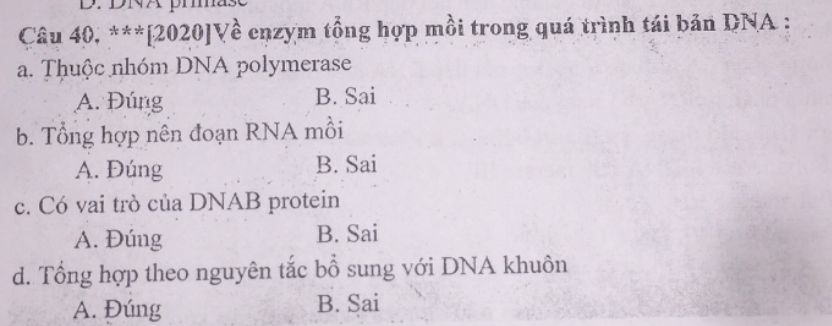 D. DNA primase
Câu 40. ***[2020]Về enzym tổng hợp mồi trong quá trình tái bản DNA :
a. Thuộc nhóm DNA polymerase
A. Đúng B. Sai
b. Tổng hợp nên đoạn RNA mồi
A. Đúng B. Sai
c. Có vai trò của DNAB protein
A. Đúng B. Sai
d. Tổng hợp theo nguyên tắc bổ sung với DNA khuôn
A. Đúng B. Sai